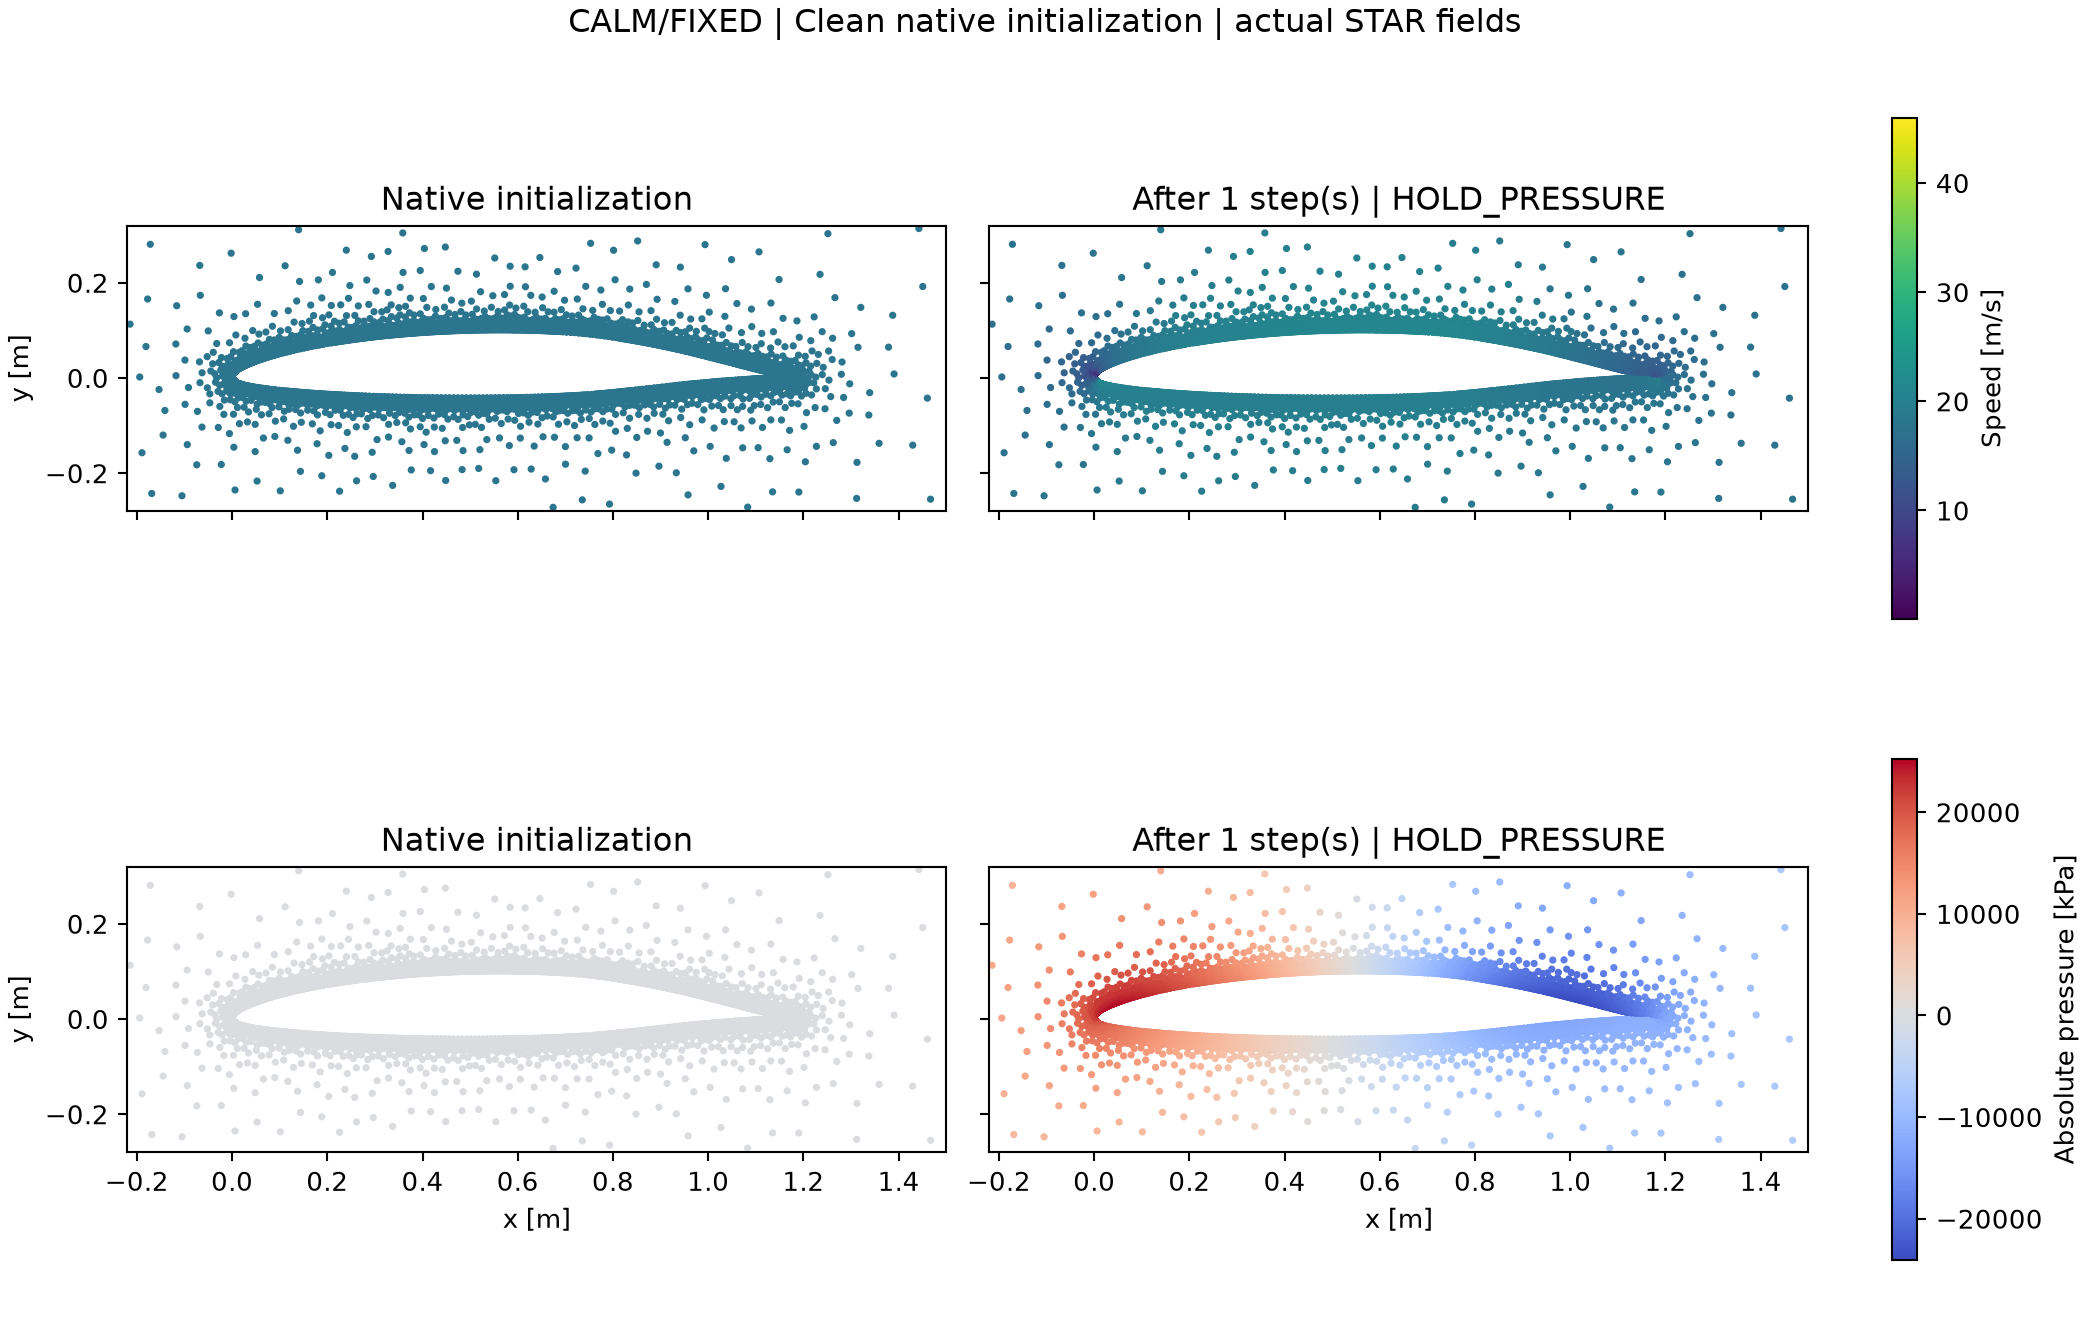 CALM/FIXED | Clean native initialization | actual STAR fields
Native initialization
After 1 step(s) | HOLD_PRESSURE
y [m]
0.2
0.0
−0.2
40
30
20
10
Speed [m/s]
Native initialization
After 1 step(s) | HOLD_PRESSURE
y [m]
0.2
0.0
−0.2
−0.2 0.0 0.2 0.4 0.6 0.8 1.0 1.2 1.4
x [m]
−0.2 0.0 0.2 0.4 0.6 0.8 1.0 1.2 1.4
x [m]
20000
10000
0
−10000
−20000
Absolute pressure [kPa]